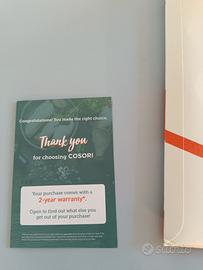 Congratulations! You made the right choice.
Thank you
for choosing COSORI
Your purchase comes with a
2-year warranty*.
Open to find out what else you
get out of your purchase!
subito